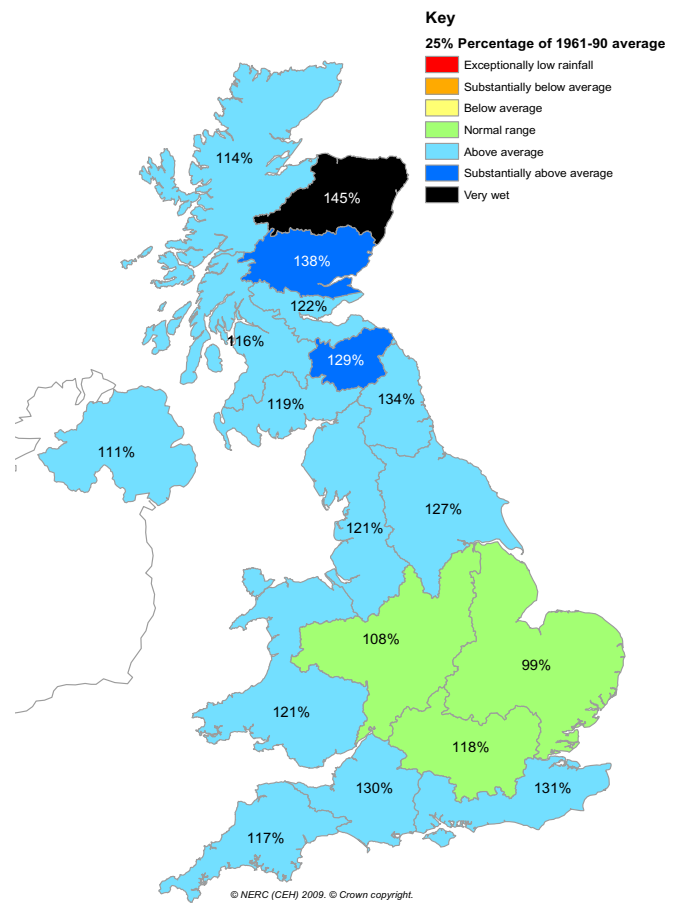 Key
25% Percentage of 1961-90 average
Exceptionally low rainfall
Substantially below average
Below average
Normal range
Above average
Substantially above average
Very wet
114%
145%
138%
122%
116%
129%
119%
134%
111%
127%
121%
108%
99%
121%
118%
130%
131%
117%
© NERC (CEH) 2009. © Crown copyright.